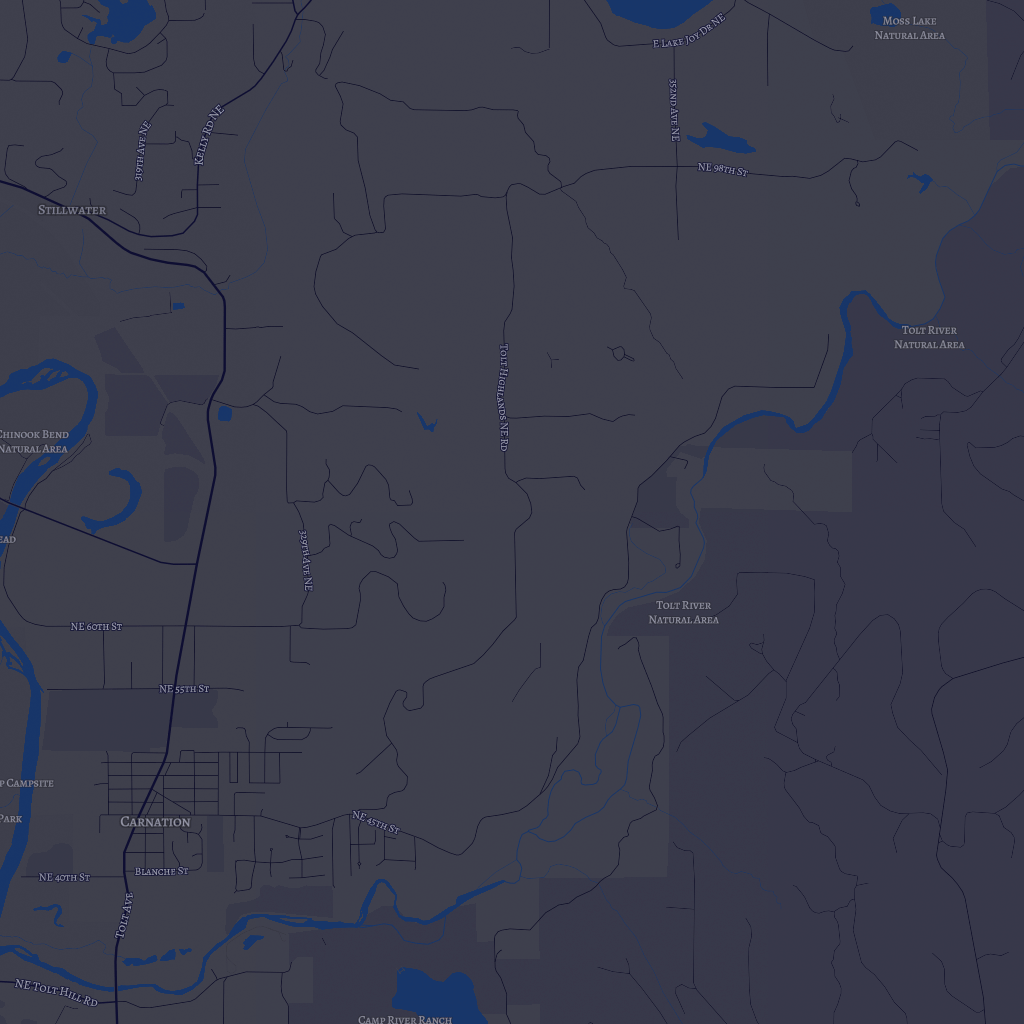 Moss Lake
Natural Area
E Lake Joy Dr NE
352nd Ave NE
Kelly Rd NE
319th Ave NE
NE 98th St
Stillwater
Tolt River
Natural Area
Tolt Highlands NE Rd
Chinook Bend
Natural Area
329th Ave NE
Tolt River
Natural Area
NE 60th St
NE 55th St
Campsite
Park
Carnation
NE 45th St
Blanche St
NE 40th St
Tolt Ave
NE Tolt Hill Rd
Camp River Ranch